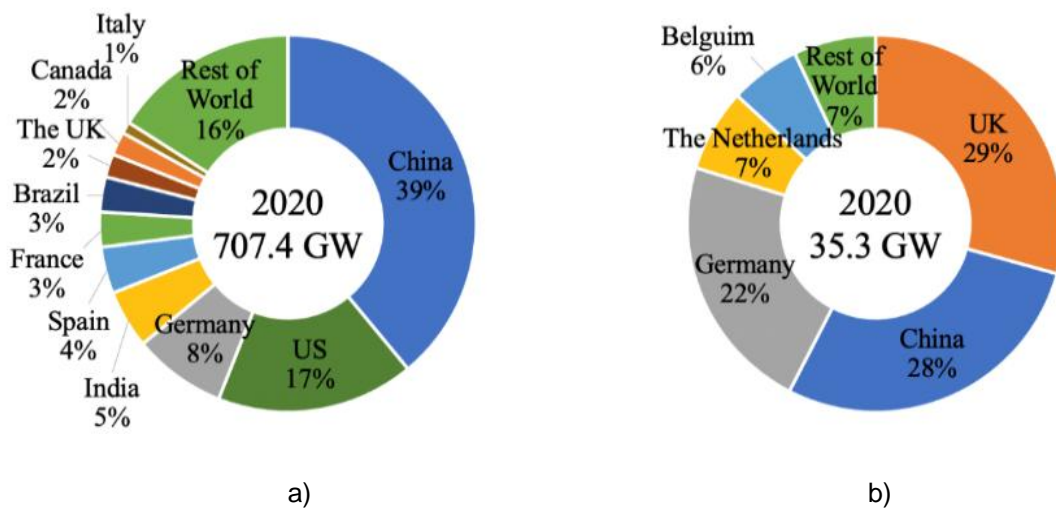 Italy
1%
Canada
2%
The UK
2%
Brazil
3%
France
3%
Spain
4%
India
5%
Germany
8%
US
17%
China
39%
Rest of
World
16%
2020
707.4 GW
a)
Belguim
6%
Rest of
World
7%
The Netherlands
7%
Germany
22%
China
28%
UK
29%
2020
35.3 GW
b)